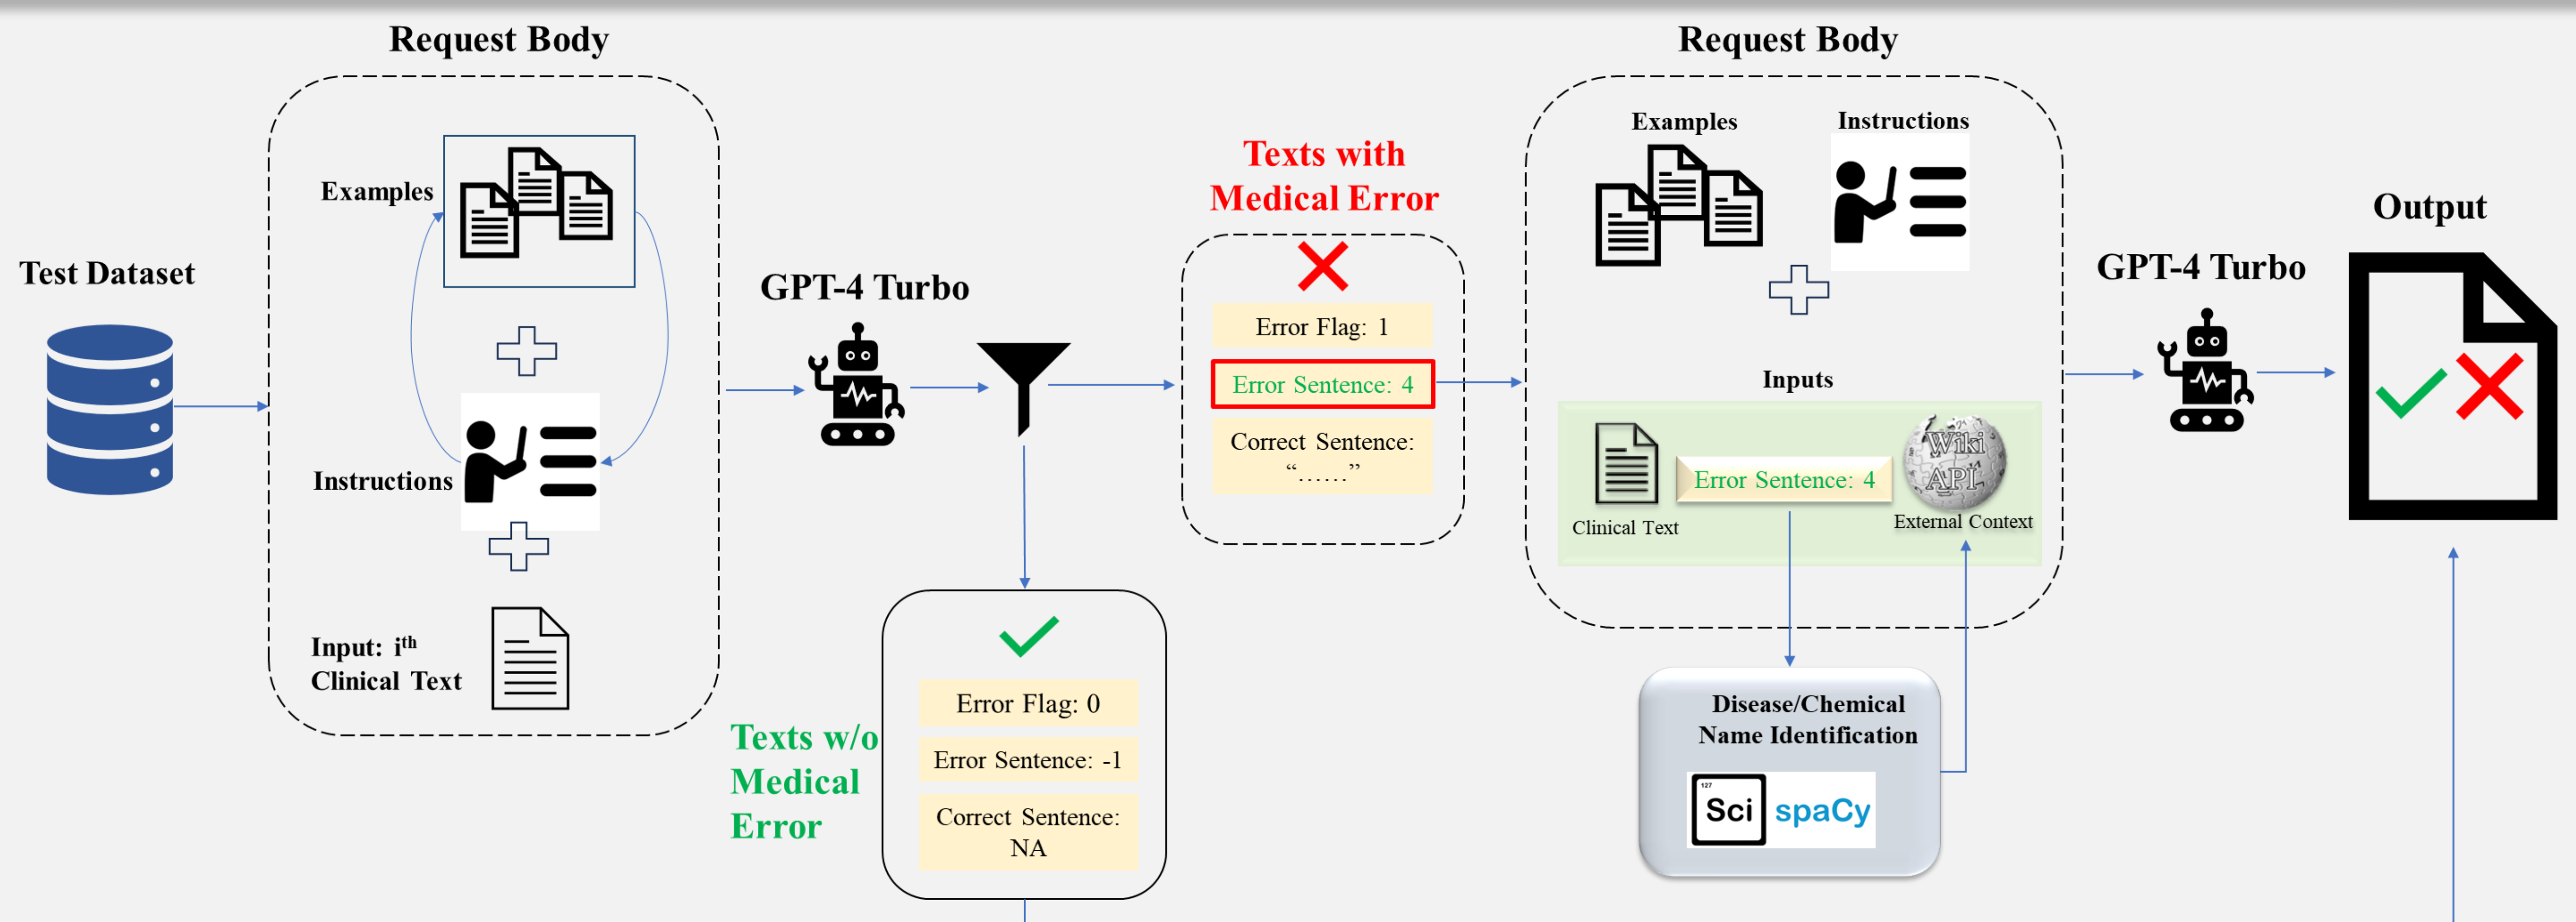 Request Body
Examples
Instructions
Input: ith
Clinical Text
Test Dataset
GPT-4 Turbo
Texts with
Medical Error
Error Flag: 1
Error Sentence: 4
Correct Sentence:
“......”
Texts w/o
Medical
Error
Error Flag: 0
Error Sentence: -1
Correct Sentence:
NA
Request Body
Examples
Instructions
Inputs
Clinical Text
Error Sentence: 4
Wiki
API
External Context
Disease/Chemical
Name Identification
127
Sci spaCy
GPT-4 Turbo
Output